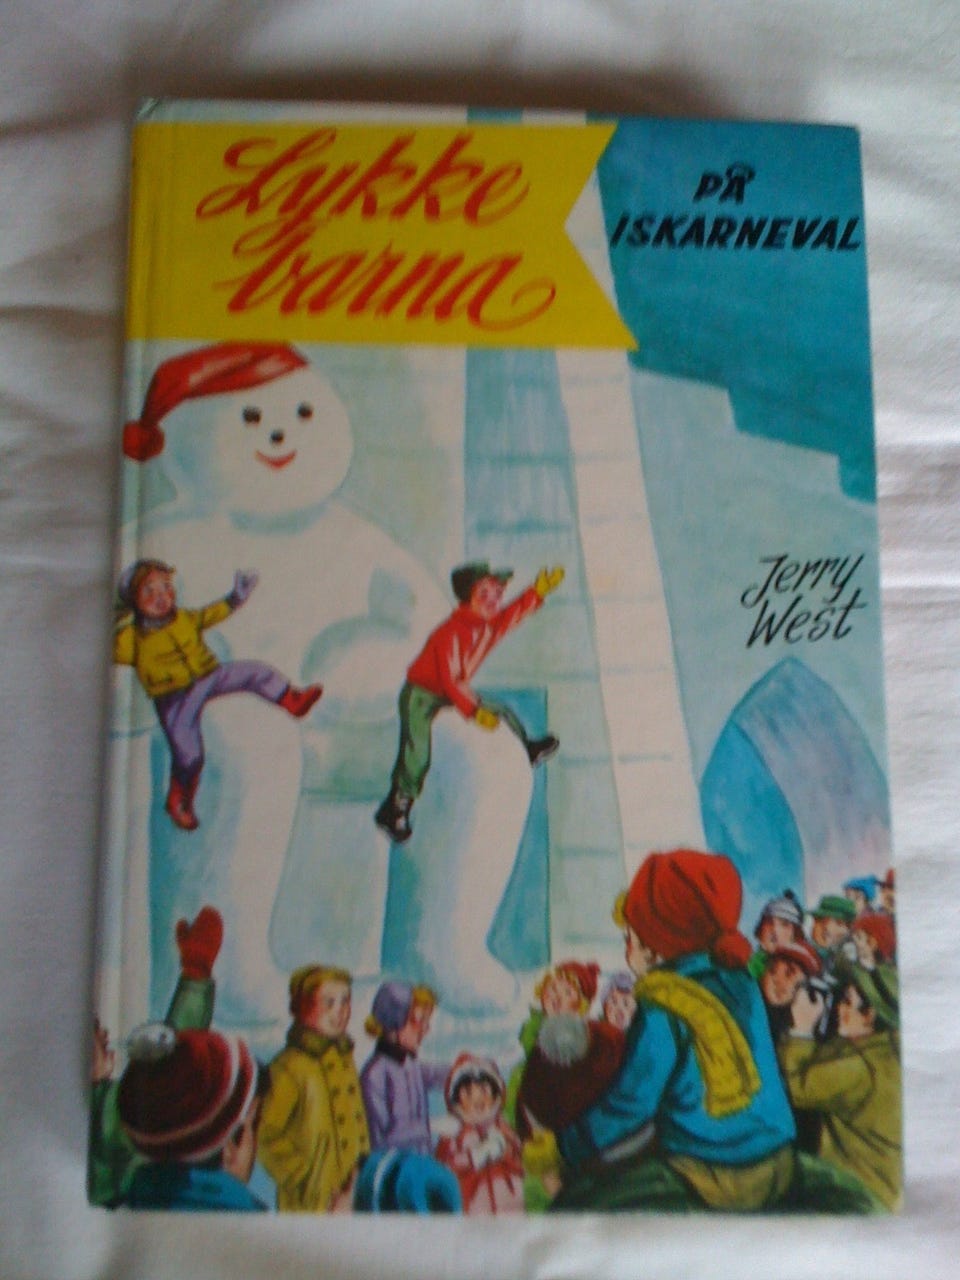 Lykke
barna
PÅ
ISKARNEVAL
Jerry
West